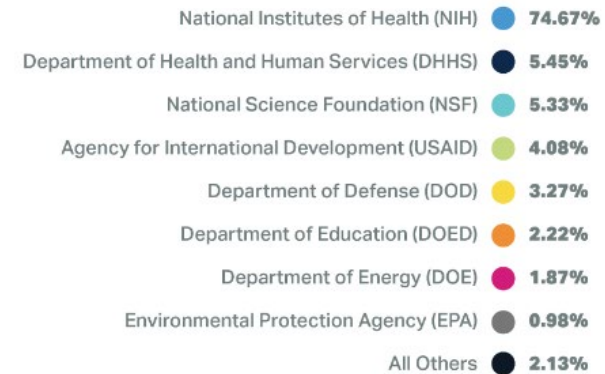 National Institutes of Health (NIH) 74.67%
Department of Health and Human Services (DHHS) 5.45%
National Science Foundation (NSF) 5.33%
Agency for International Development (USAID) 4.08%
Department of Defense (DOD) 3.27%
Department of Education (DOED) 2.22%
Department of Energy (DOE) 1.87%
Environmental Protection Agency (EPA) 0.98%
All Others 2.13%